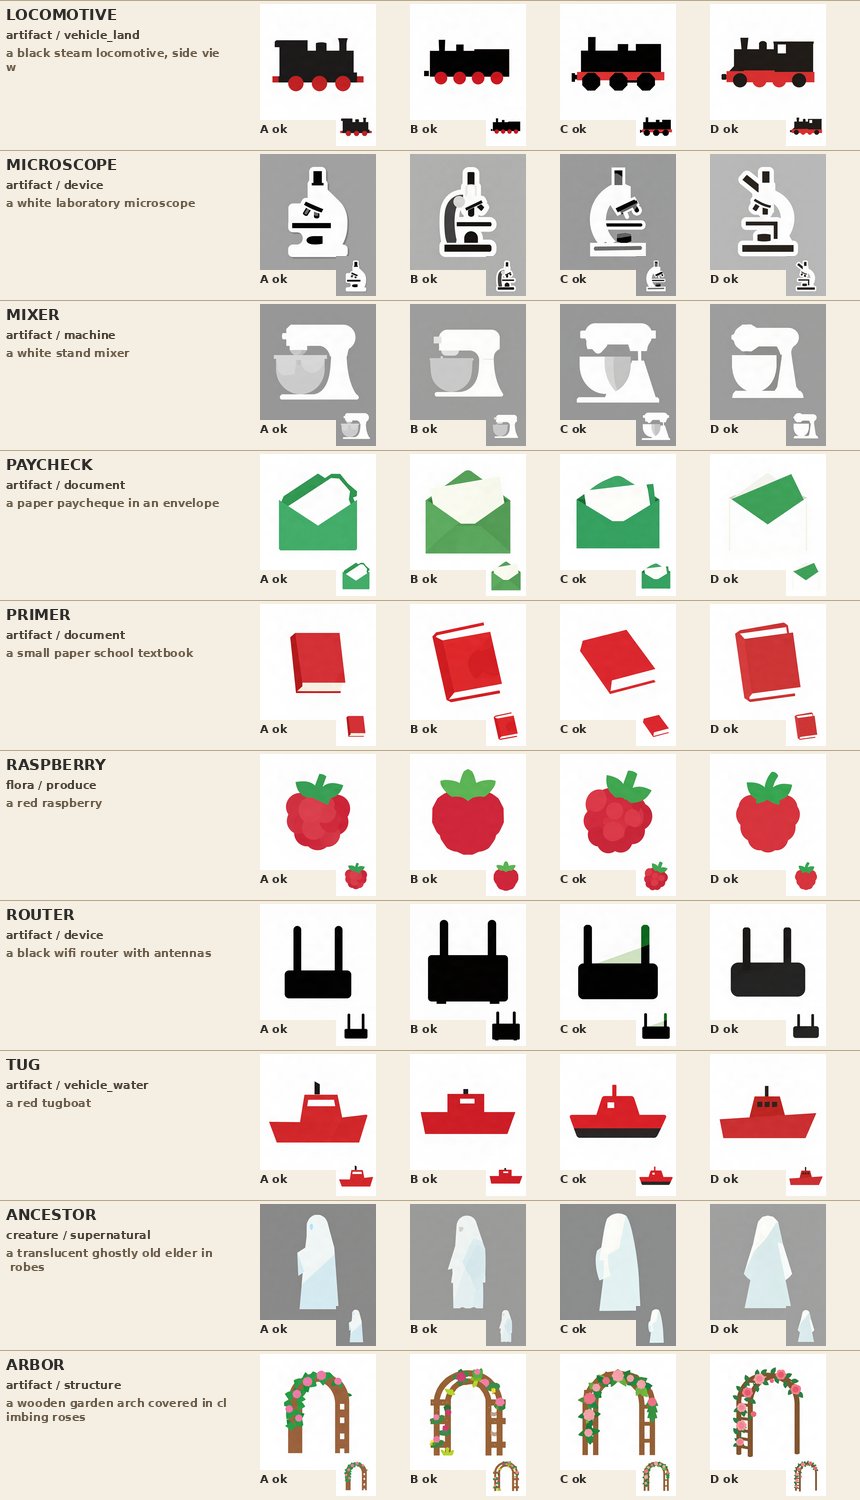 LOCOMOTIVE
artifact / vehicle_land
a black steam locomotive, side vie
w
A ok
B ok
C ok
D ok
MICROSCOPE
artifact / device
a white laboratory microscope
A ok
B ok
C ok
D ok
MIXER
artifact / machine
a white stand mixer
A ok
B ok
C ok
D ok
PAYCHECK
artifact / document
a paper paycheque in an envelope
A ok
B ok
C ok
D ok
PRIMER
artifact / document
a small paper school textbook
A ok
B ok
C ok
D ok
RASPBERRY
flora / produce
a red raspberry
A ok
B ok
C ok
D ok
ROUTER
artifact / device
a black wifi router with antennas
A ok
B ok
C ok
D ok
TUG
artifact / vehicle_water
a red tugboat
A ok
B ok
C ok
D ok
ANCESTOR
creature / supernatural
a translucent ghostly old elder in
robes
A ok
B ok
C ok
D ok
ARBOR
artifact / structure
a wooden garden arch covered in cl
imbing roses
A ok
B ok
C ok
D ok